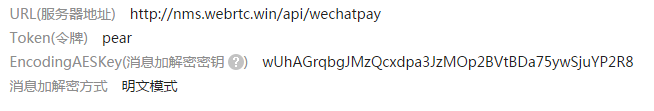 URL(服务器地址) http://nms.webrtc.win/api/wechatpay
Token(令牌) pear
EncodingAESKey(消息加解密密钥 ?) wUhAGrqbgJMzQcxdpa3JzMOp2BVtBDa75ywSjuYP2R8
消息加解密方式 明文模式